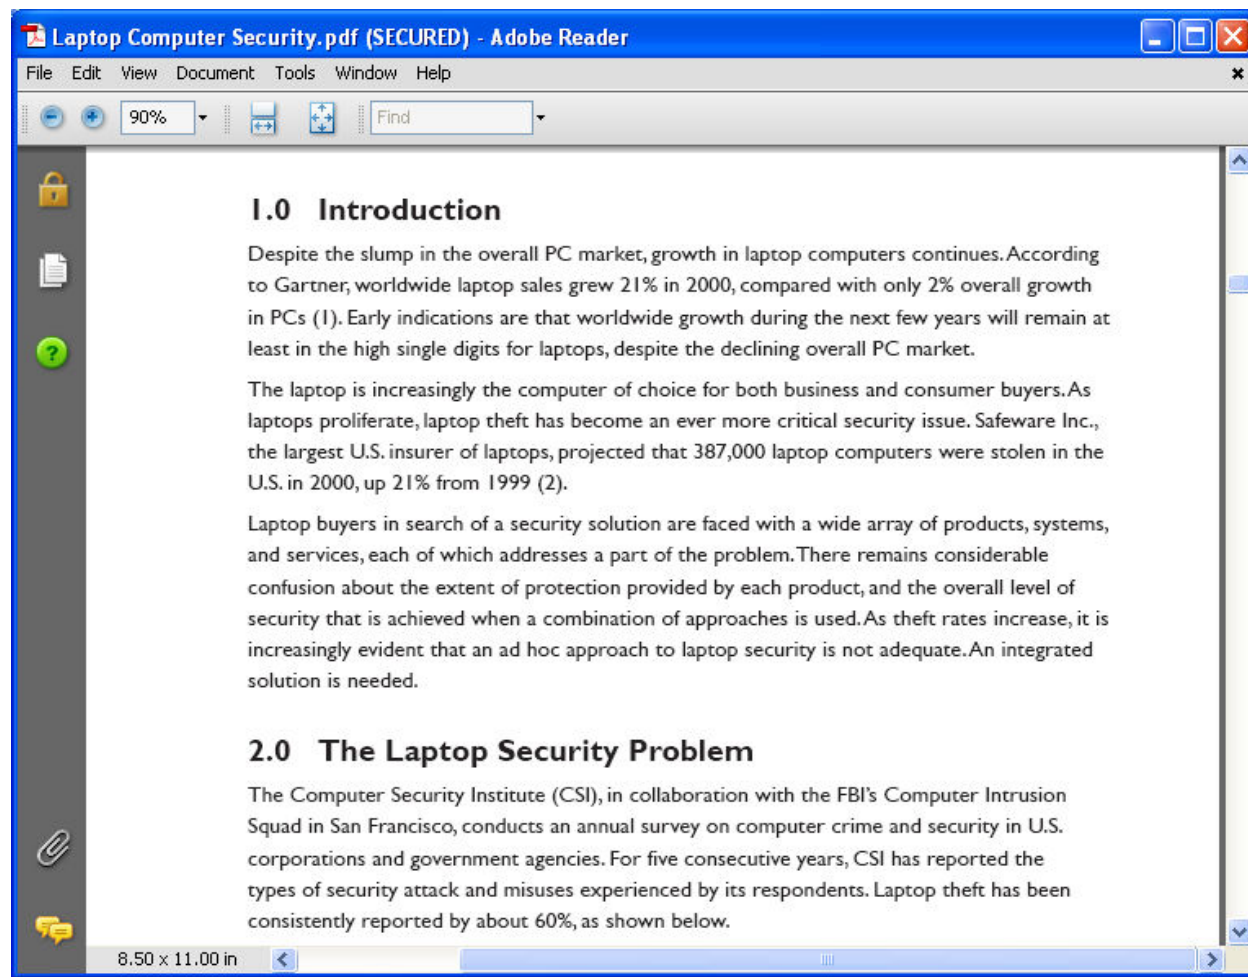 Laptop Computer Security.pdf (SECURED) - Adobe Reader
File Edit View Document Tools Window Help
90% Find
1.0 Introduction
Despite the slump in the overall PC market, growth in laptop computers continues. According
to Gartner, worldwide laptop sales grew 21% in 2000, compared with only 2% overall growth
in PCs (1). Early indications are that worldwide growth during the next few years will remain at
least in the high single digits for laptops, despite the declining overall PC market.
The laptop is increasingly the computer of choice for both business and consumer buyers. As
laptops proliferate, laptop theft has become an ever more critical security issue. Safeware Inc.,
the largest U.S. insurer of laptops, projected that 387,000 laptop computers were stolen in the
U.S. in 2000, up 21% from 1999 (2).
Laptop buyers in search of a security solution are faced with a wide array of products, systems,
and services, each of which addresses a part of the problem. There remains considerable
confusion about the extent of protection provided by each product, and the overall level of
security that is achieved when a combination of approaches is used. As theft rates increase, it is
increasingly evident that an ad hoc approach to laptop security is not adequate. An integrated
solution is needed.
2.0 The Laptop Security Problem
The Computer Security Institute (CSI), in collaboration with the FBI's Computer Intrusion
Squad in San Francisco, conducts an annual survey on computer crime and security in U.S.
corporations and government agencies. For five consecutive years, CSI has reported the
types of security attack and misuses experienced by its respondents. Laptop theft has been
consistently reported by about 60%, as shown below.
8.50 x 11.00 in